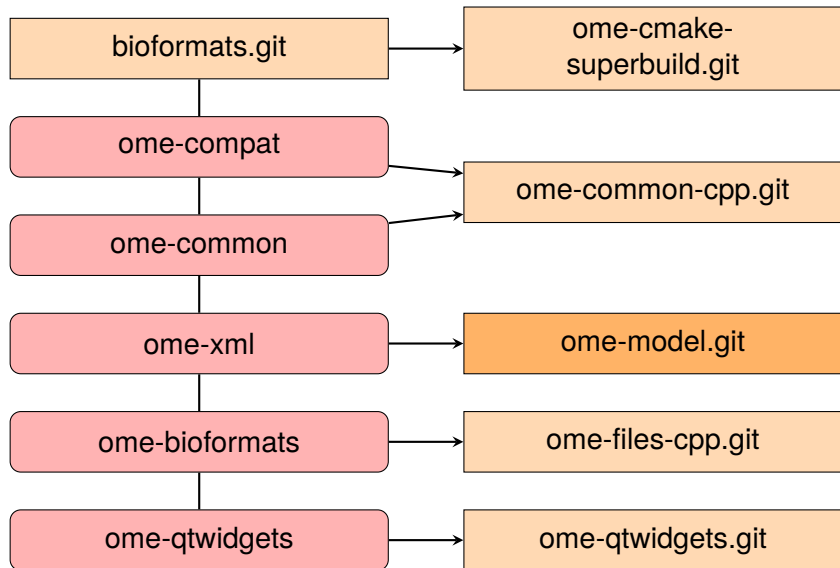 bioformats.git
ome-cmake-
superbuild.git
ome-compat
ome-common-cpp.git
ome-common
ome-xml
ome-model.git
ome-bioformats
ome-files-cpp.git
ome-qtwidgets
ome-qtwidgets.git